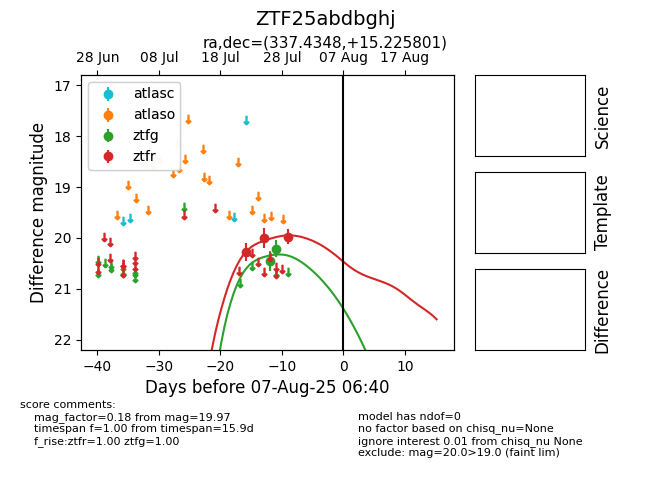 ZTF25abdbghj
ra,dec=(337.4348,+15.225801)
28 Jun 08 Jul 18 Jul 28 Jul 07 Aug 17 Aug
17
18
19
20
21
22
Difference magnitude
atlasc
atlaso
ztfg
ztfr
−40 −30 −20 −10 0 10
Days before 07-Aug-25 06:40
Science
Template
Difference
score comments:
mag_factor=0.18 from mag=19.97
timespan f=1.00 from timespan=15.9d
f_rise:ztfr=1.00 ztfg=1.00
model has ndof=0
no factor based on chisq_nu=None
ignore interest 0.01 from chisq_nu None
exclude: mag=20.0>19.0 (faint lim)